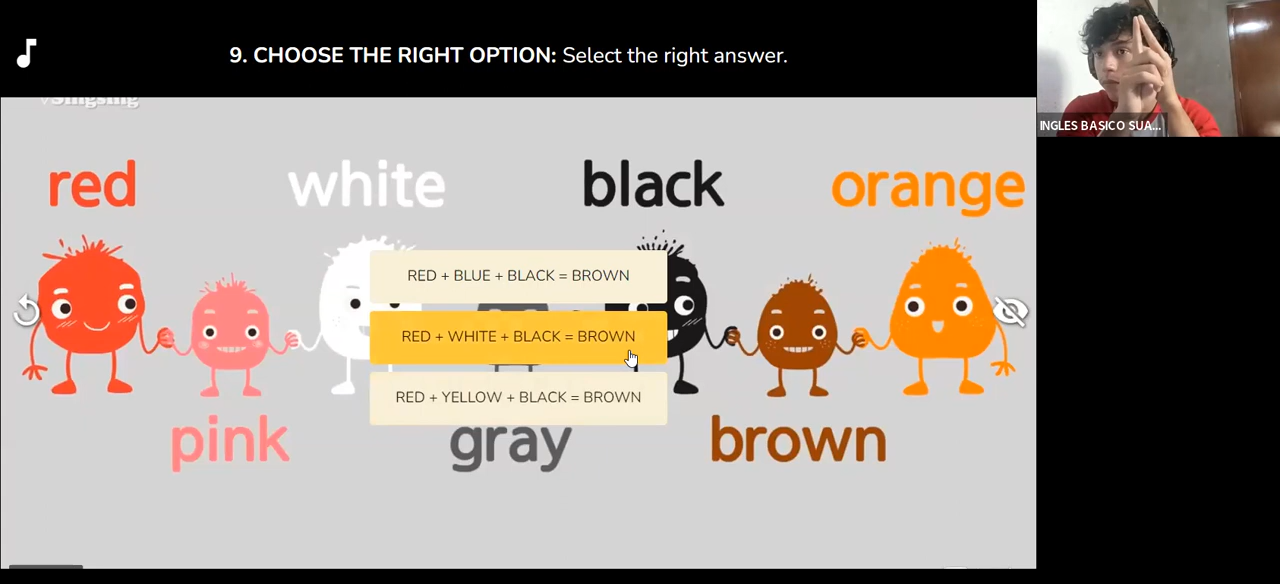 9. CHOOSE THE RIGHT OPTION: Select the right answer.
INGLES BASICO SUA...
Singsing
red white black orange
RED + BLUE + BLACK = BROWN
RED + WHITE + BLACK = BROWN
RED + YELLOW + BLACK = BROWN
pink gray brown